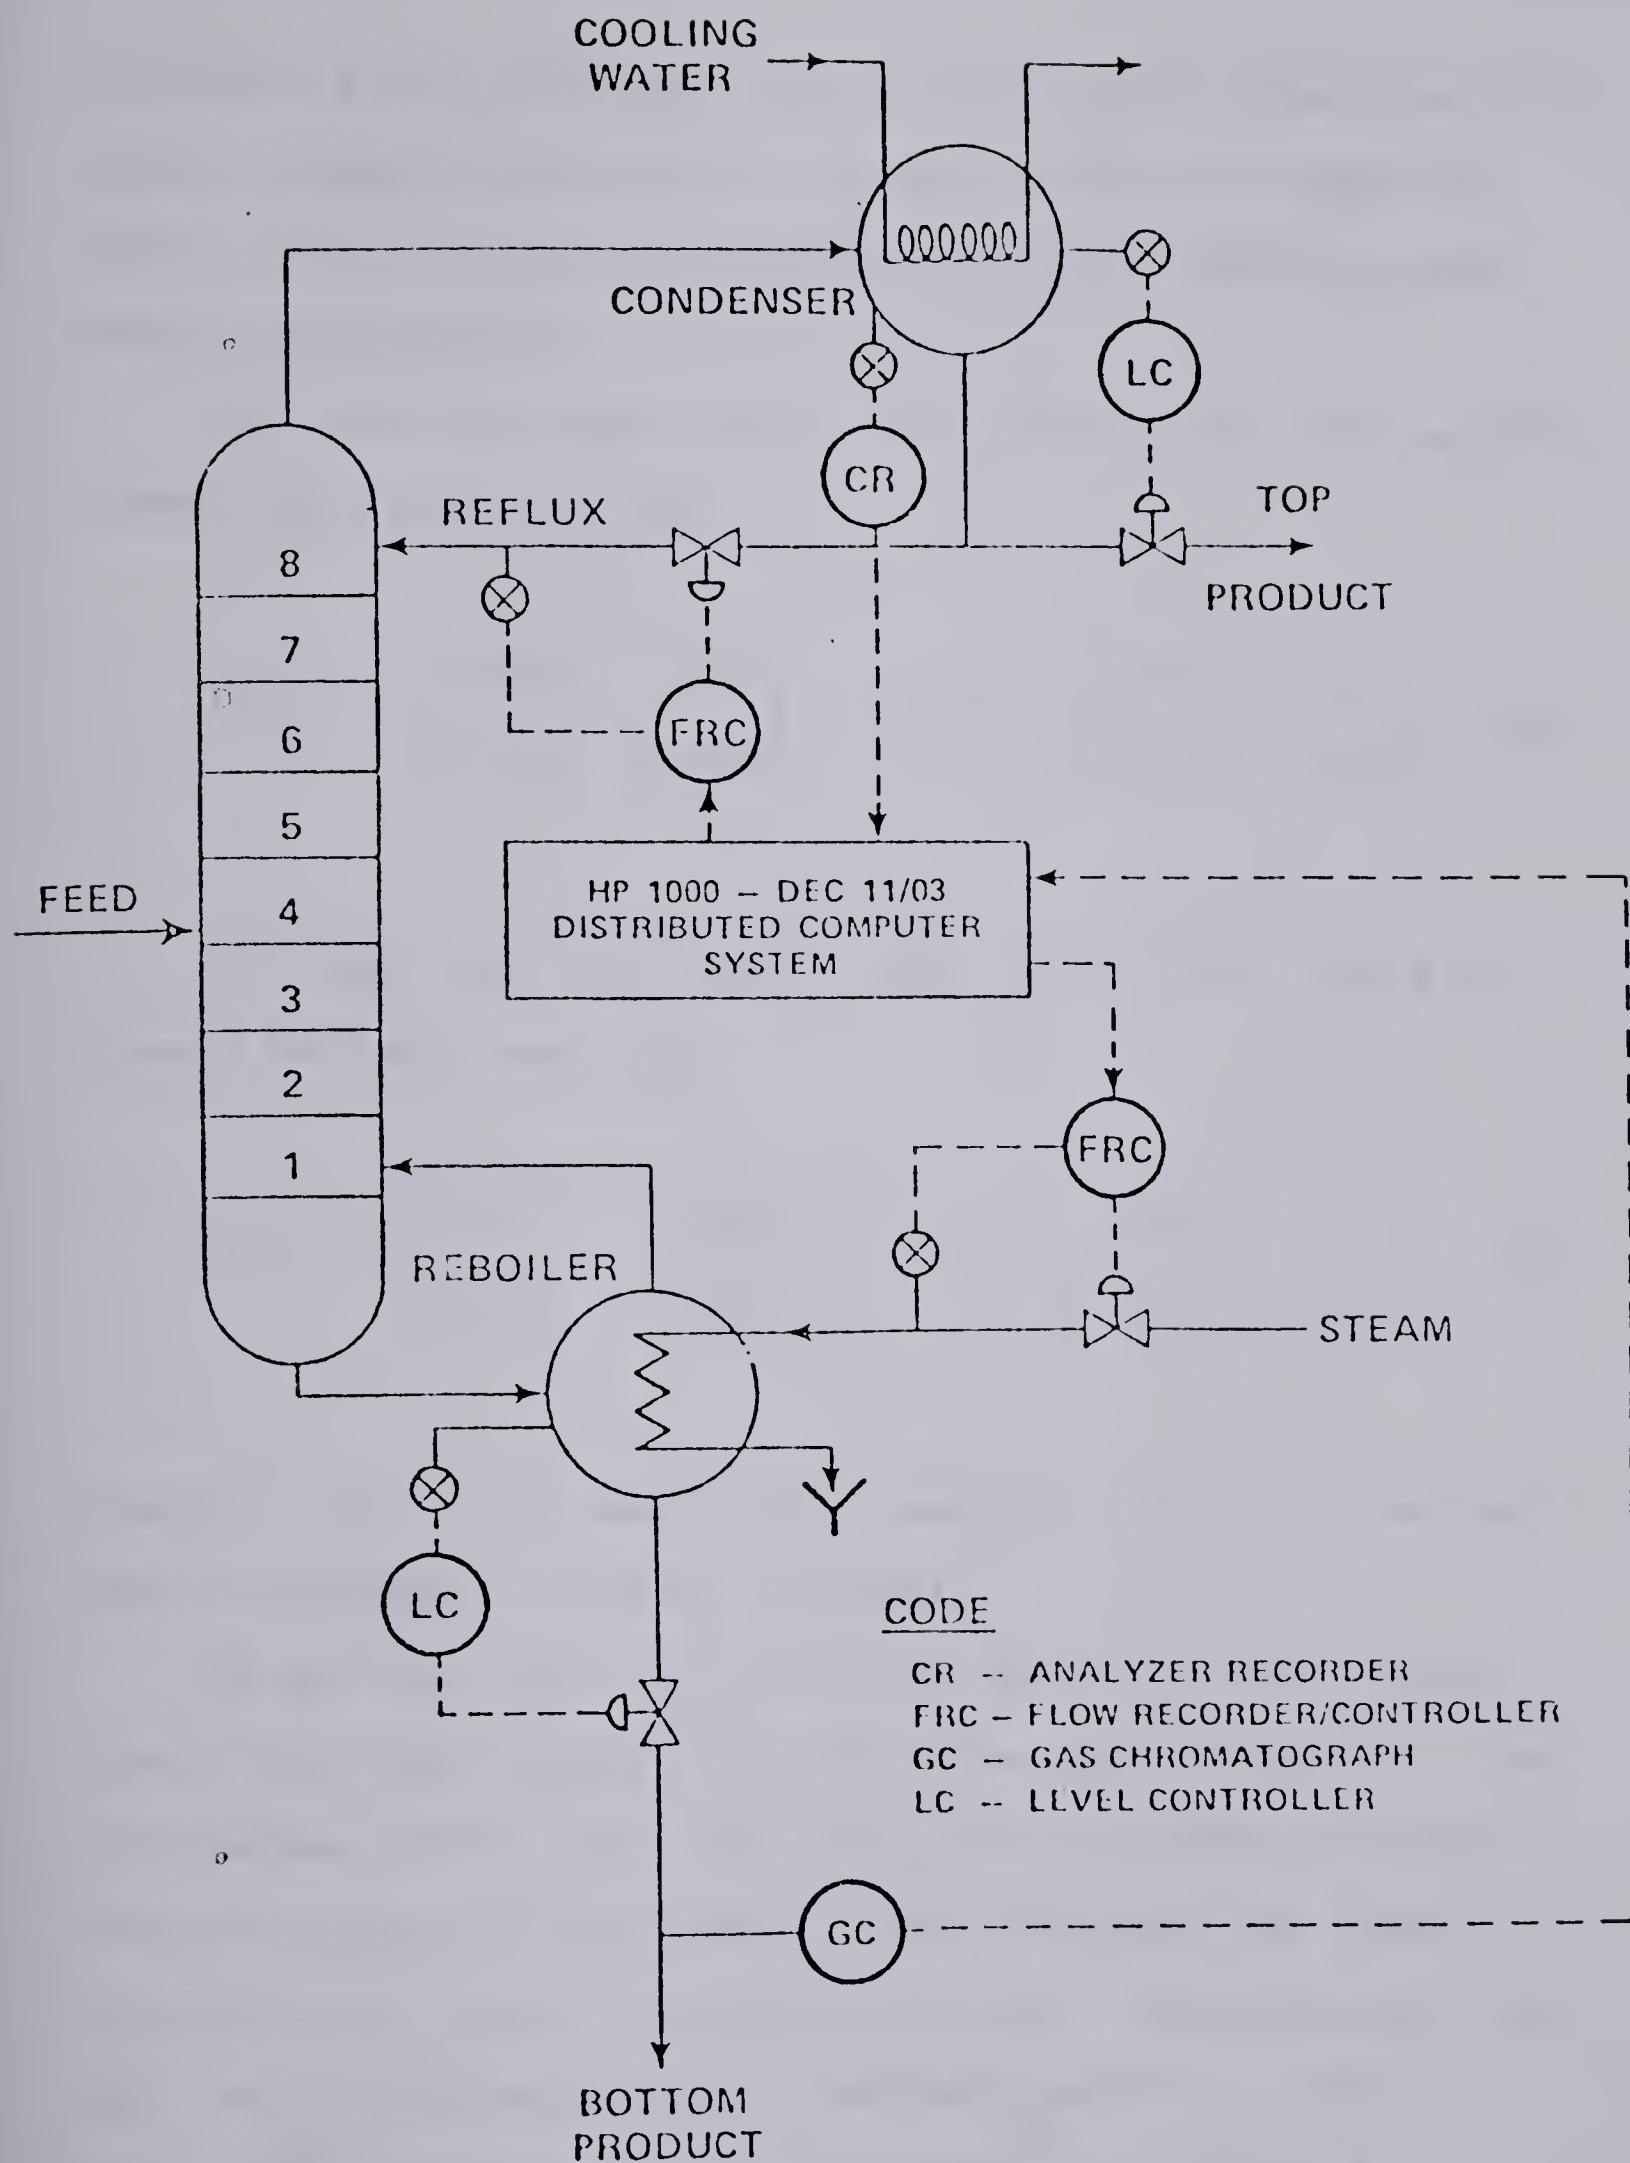 COOLING
WATER
CONDENSER
LC
CR
REFLUX
TOP
PRODUCT
8
7
6
5
4
3
2
1
FRC
FEED
HP 1000 – DEC 11/03
DISTRIBUTED COMPUTER
SYSTEM
FRC
REBOILER
STEAM
LC
CODE
CR -- ANALYZER RECORDER
FRC – FLOW RECORDER/CONTROLLER
GC – GAS CHROMATOGRAPH
LC -- LEVEL CONTROLLER
GC
BOTTOM
PRODUCT